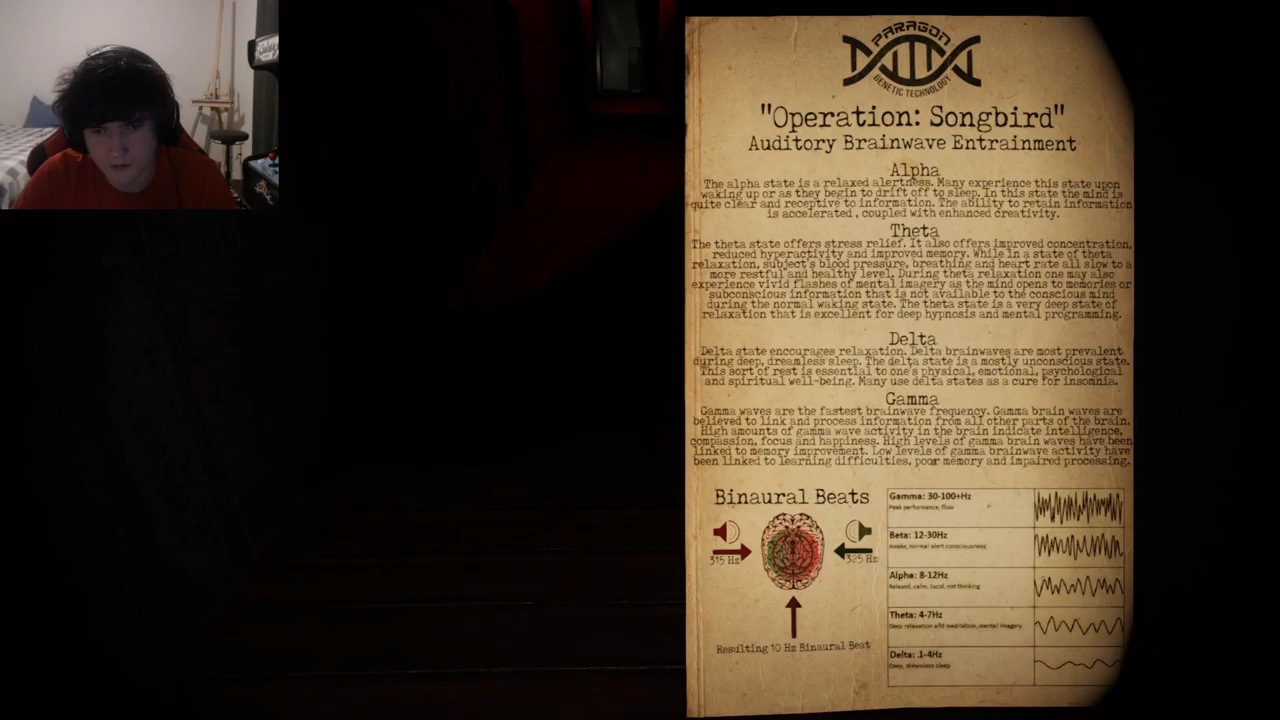 PARAGON
GENETIC TECHNOLOGY
"Operation: Songbird"
Auditory Brainwave Entrainment
Alpha
The alpha state is a relaxed alertness. Many experience this state upon
waking up or as they begin to drift off to sleep. In this state the mind is
quite clear and receptive to information. The ability to retain information
is accelerated , coupled with enhanced creativity.
Theta
The theta state offers stress relief. It also offers improved concentration,
reduced hyperactivity and improved memory. While in a state of theta
relaxation, subject's blood pressure, breathing and heart rate all slow to a
more restful and healthy level. During theta relaxation one may also
experience vivid flashes of mental imagery as the mind opens to memories or
subconscious information that is not available to the conscious mind
during the normal waking state. The theta state is a very deep state of
relaxation that is excellent for deep hypnosis and mental programming.
Delta
Delta state encourages relaxation. Delta brainwaves are most prevalent
during deep, dreamless sleep. The delta state is a mostly unconscious state.
This sort of rest is essential to one's physical, emotional, psychological
and spiritual well-being. Many use delta states as a cure for insomnia.
Gamma
Gamma waves are the fastest brainwave frequency. Gamma brain waves are
believed to link and process information from all other parts of the brain.
High amounts of gamma wave activity in the brain indicate intelligence,
compassion, focus and happiness. High levels of gamma brain waves have been
linked to memory improvement. Low levels of gamma brainwave activity have
been linked to learning difficulties, poor memory and impaired processing.
Binaural Beats
315 Hz
325 Hz
Resulting 10 Hz Binaural Beat
Gamma: 30-100+Hz
Peak performance, flow
Beta: 12-30Hz
Awake, normal alert consciousness
Alpha: 8-12Hz
Relaxed, calm, lucid, not thinking
Theta: 4-7Hz
Deep relaxation and meditation, mental imagery
Delta: .1-4Hz
Deep, dreamless sleep